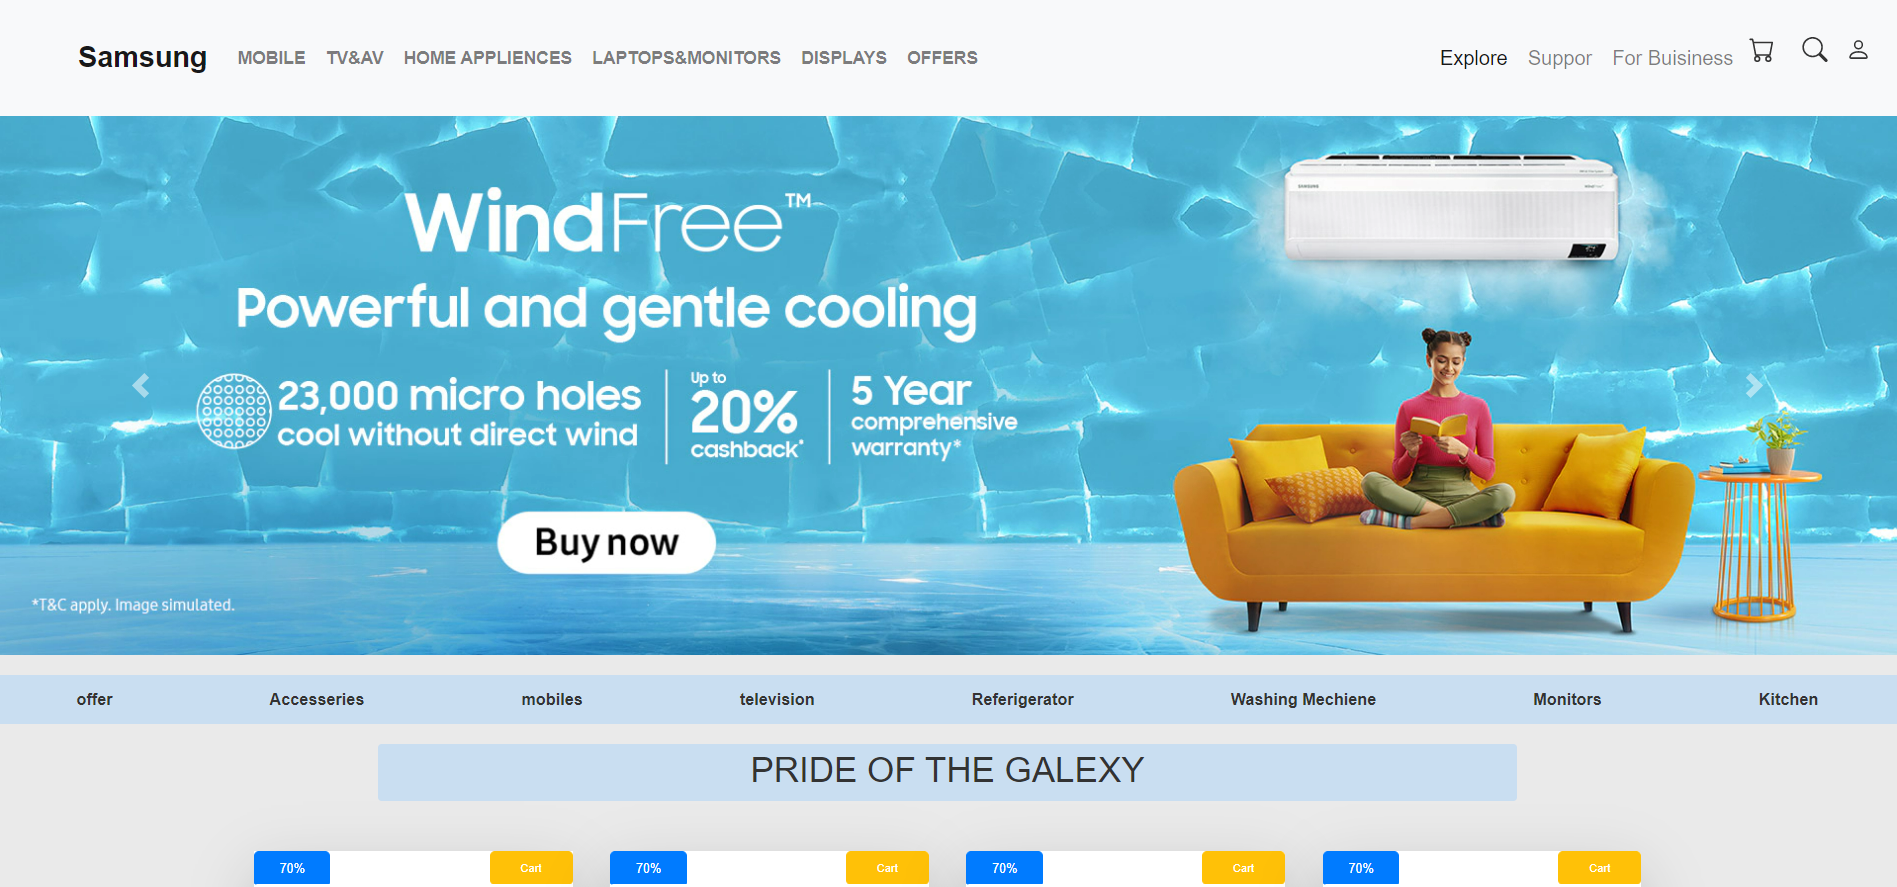 Samsung MOBILE TV&AV HOME APPLIENCES LAPTOPS&MONITORS DISPLAYS OFFERS Explore Suppor For Buisiness
WindFree™
Powerful and gentle cooling
23,000 micro holes
cool without direct wind
Up to
20%
cashback*
5 Year
comprehensive
warranty*
Buy now
*T&C apply. Image simulated.
SAMSUNG
offer Accesseries mobiles television Referigerator Washing Mechiene Monitors Kitchen
PRIDE OF THE GALEXY
70% Cart 70% Cart 70% Cart 70% Cart